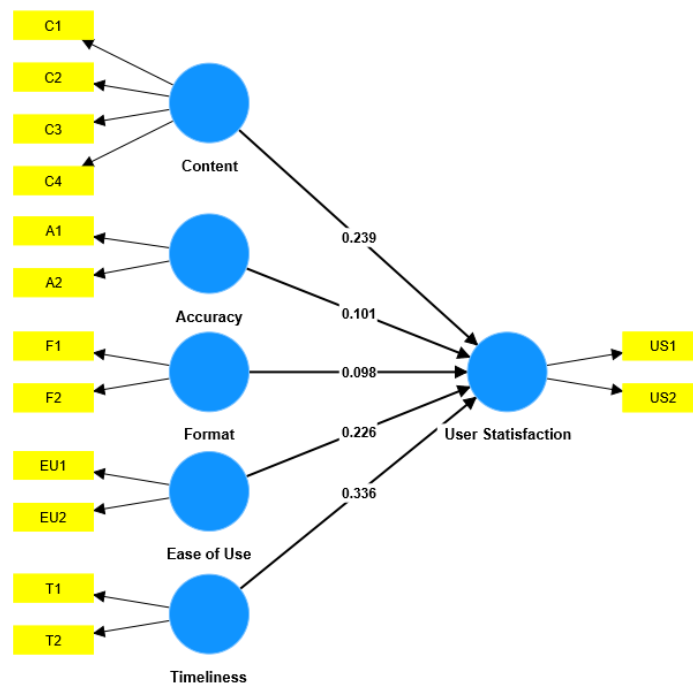 C1
C2
C3
C4
Content
0.239
A1
A2
Accuracy
0.101
F1
F2
Format
0.098
US1
US2
User Statisfaction
EU1
EU2
Ease of Use
0.226
T1
T2
Timeliness
0.336